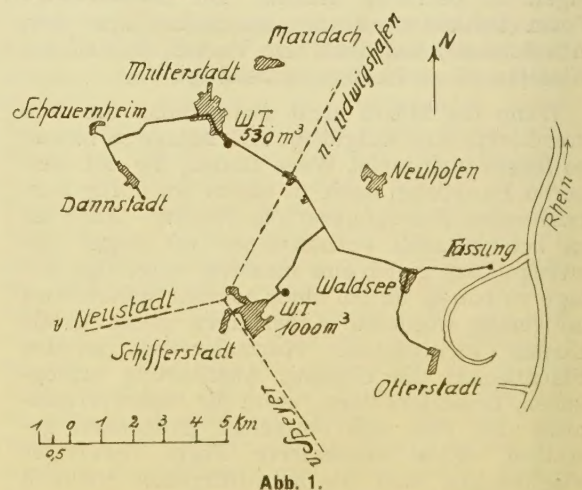 Maudach
N
Mutterstadt
Schauernheim
W.T.
530 m³
n. Ludwigshafen
Neuhofen
Dannstadt
Rhein
Fassung
Waldsee
v. Neustadt
W.T.
1000 m³
Schifferstadt
Otterstadt
v. Speyer
1 0 1 2 3 4 5 km
0,5
Abb. 1.